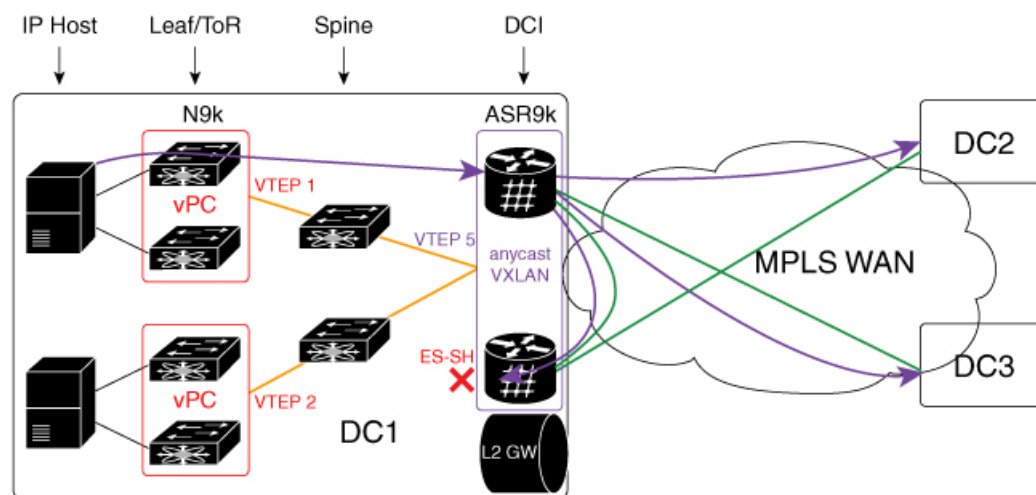 IP Host
Leaf/ToR
Spine
DCI
N9k
ASR9k
vPC
VTEP 1
VTEP 5
anycast
VXLAN
DC2
MPLS WAN
ES-SH
vPC
VTEP 2
DC1
L2 GW
DC3